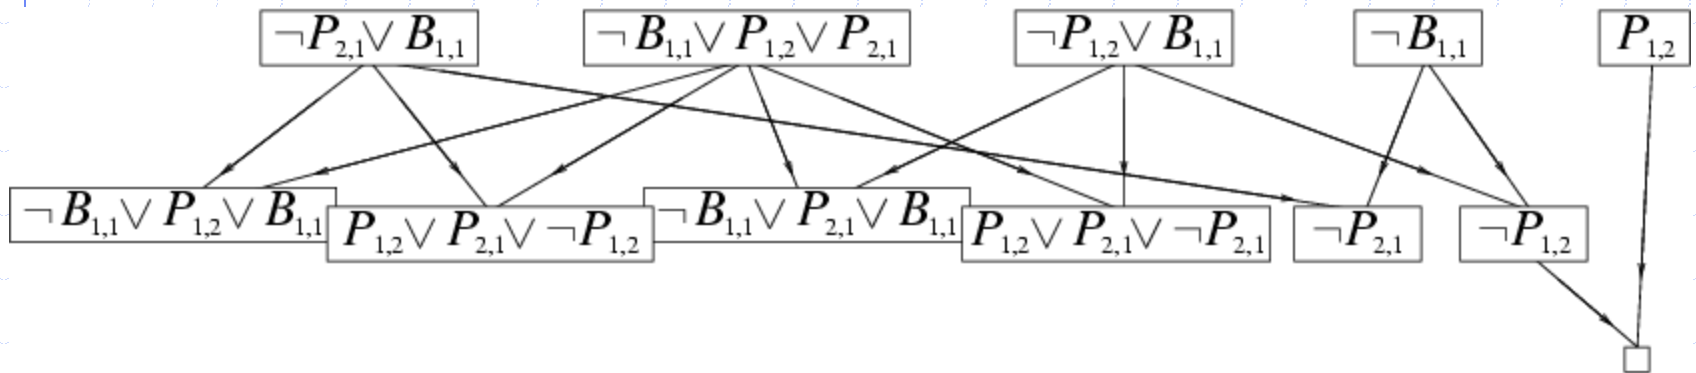 ¬P₂,₁ ∨ B₁,₁ ¬B₁,₁ ∨ P₁,₂ ∨ P₂,₁ ¬P₁,₂ ∨ B₁,₁ ¬B₁,₁ P₁,₂
¬B₁,₁ ∨ P₁,₂ ∨ B₁,₁ P₁,₂ ∨ P₂,₁ ∨ ¬P₁,₂ ¬B₁,₁ ∨ P₂,₁ ∨ B₁,₁ P₁,₂ ∨ P₂,₁ ∨ ¬P₂,₁ ¬P₂,₁ ¬P₁,₂